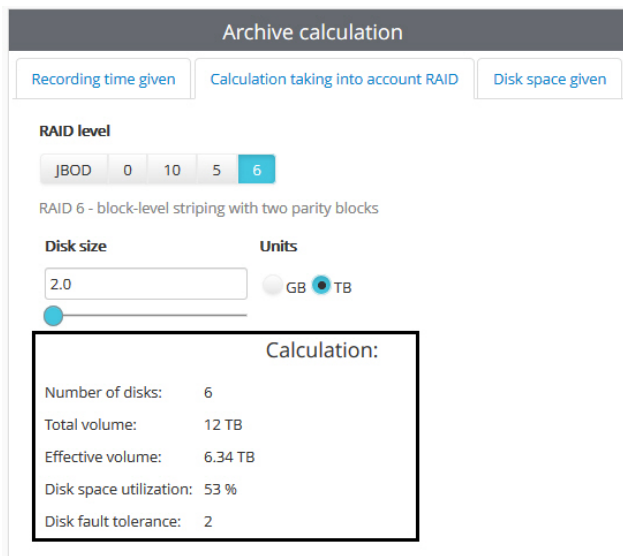 Archive calculation
Recording time given Calculation taking into account RAID Disk space given
RAID level
JBOD 0 10 5 6
RAID 6 - block-level striping with two parity blocks
Disk size Units
2.0 GB TB
Calculation:
Number of disks: 6
Total volume: 12 TB
Effective volume: 6.34 TB
Disk space utilization: 53 %
Disk fault tolerance: 2